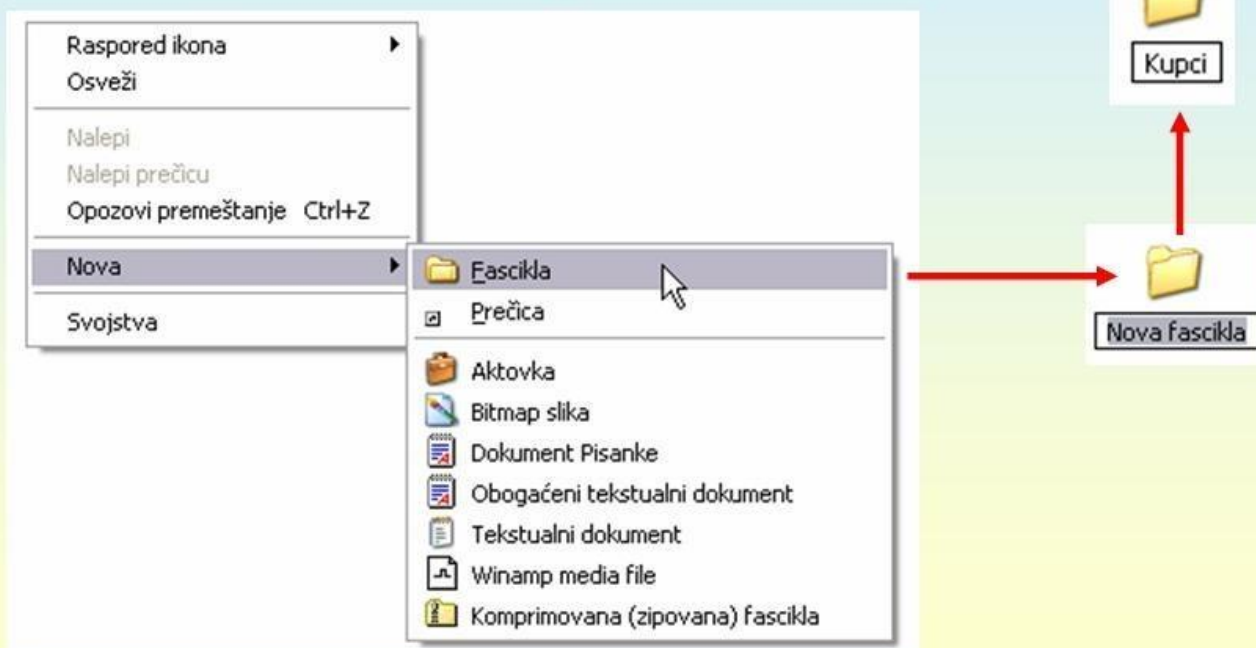 Raspored ikona
Osveži
Nalepi
Nalepi prečicu
Opozovi premeštanje Ctrl+Z
Nova
Svojstva
Fascikla
Prečica
Aktovka
Bitmap slika
Dokument Pisanke
Obogaćeni tekstualni dokument
Tekstualni dokument
Winamp media file
Komprimovana (zipovana) fascikla
Nova fascikla
Kupci